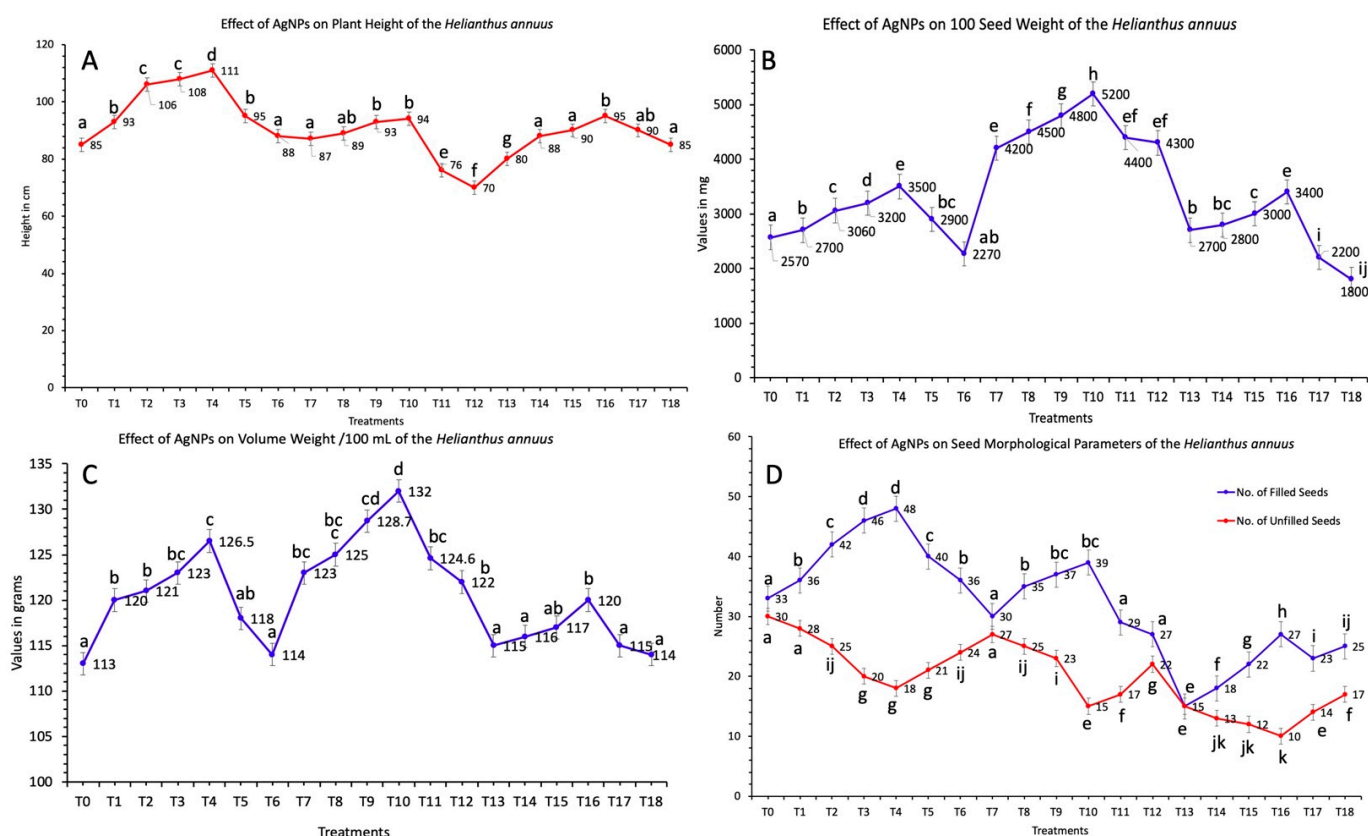 Effect of AgNPs on Plant Height of the Helianthus annuus
A
Height in cm
120
100
80
60
40
20
0
a b c c d b a a ab b b e f g a a b ab a
85 93 106 108 111 95 88 87 89 93 94 76 70 80 88 90 95 90 85
T0 T1 T2 T3 T4 T5 T6 T7 T8 T9 T10 T11 T12 T13 T14 T15 T16 T17 T18
Treatments
Effect of AgNPs on 100 Seed Weight of the Helianthus annuus
B
Values in mg
6000
5000
4000
3000
2000
1000
0
a b c d e bc ab e f g h ef ef b bc c e i ij
2570 2700 3060 3200 3500 2900 2270 4200 4500 4800 5200 4400 4300 2700 2800 3000 3400 2200 1800
T0 T1 T2 T3 T4 T5 T6 T7 T8 T9 T10 T11 T12 T13 T14 T15 T16 T17 T18
Treatments
Effect of AgNPs on Volume Weight /100 mL of the Helianthus annuus
C
Values in grams
135
130
125
120
115
110
105
100
a b b bc c ab a bc bc cd d bc b a a ab b a a
113 120 121 123 126.5 118 114 123 125 128.7 132 124.6 122 115 116 117 120 115 114
T0 T1 T2 T3 T4 T5 T6 T7 T8 T9 T10 T11 T12 T13 T14 T15 T16 T17 T18
Treatments
Effect of AgNPs on Seed Morphological Parameters of the Helianthus annuus
D
No. of Filled Seeds
No. of Unfilled Seeds
Number
60
50
40
30
20
10
0
a b c d d c b a b bc bc a a e f g h i ij
33 36 42 46 48 40 36 30 35 37 39 29 27 15 18 22 27 23 25
30 28 25 20 18 21 24 27 25 23 15 17 22 13 12 10 14 17
a a ij g g g ij a ij i e f g e jk jk k e f
T0 T1 T2 T3 T4 T5 T6 T7 T8 T9 T10 T11 T12 T13 T14 T15 T16 T17 T18
Treatments